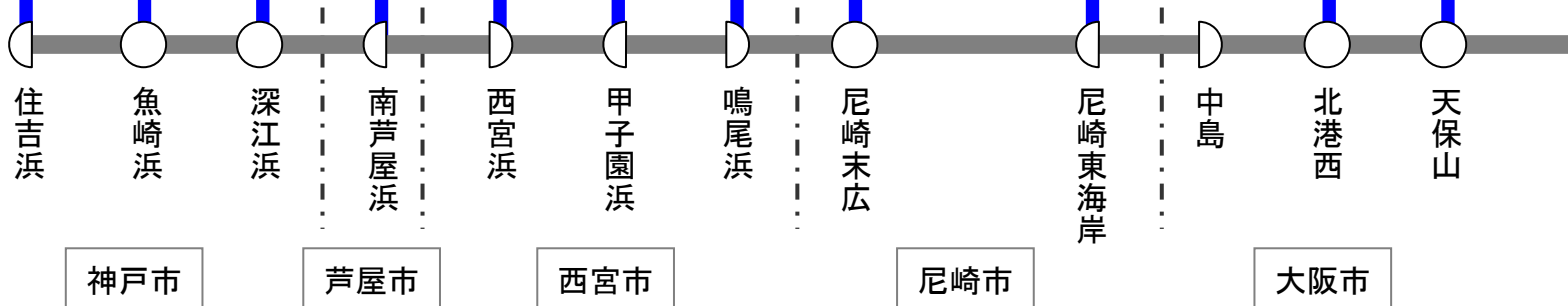 住吉浜
魚崎浜
深江浜
南芦屋浜
西宮浜
甲子園浜
鳴尾浜
尼崎末広
尼崎東海岸
中島
北港西
天保山
神戸市
芦屋市
西宮市
尼崎市
大阪市